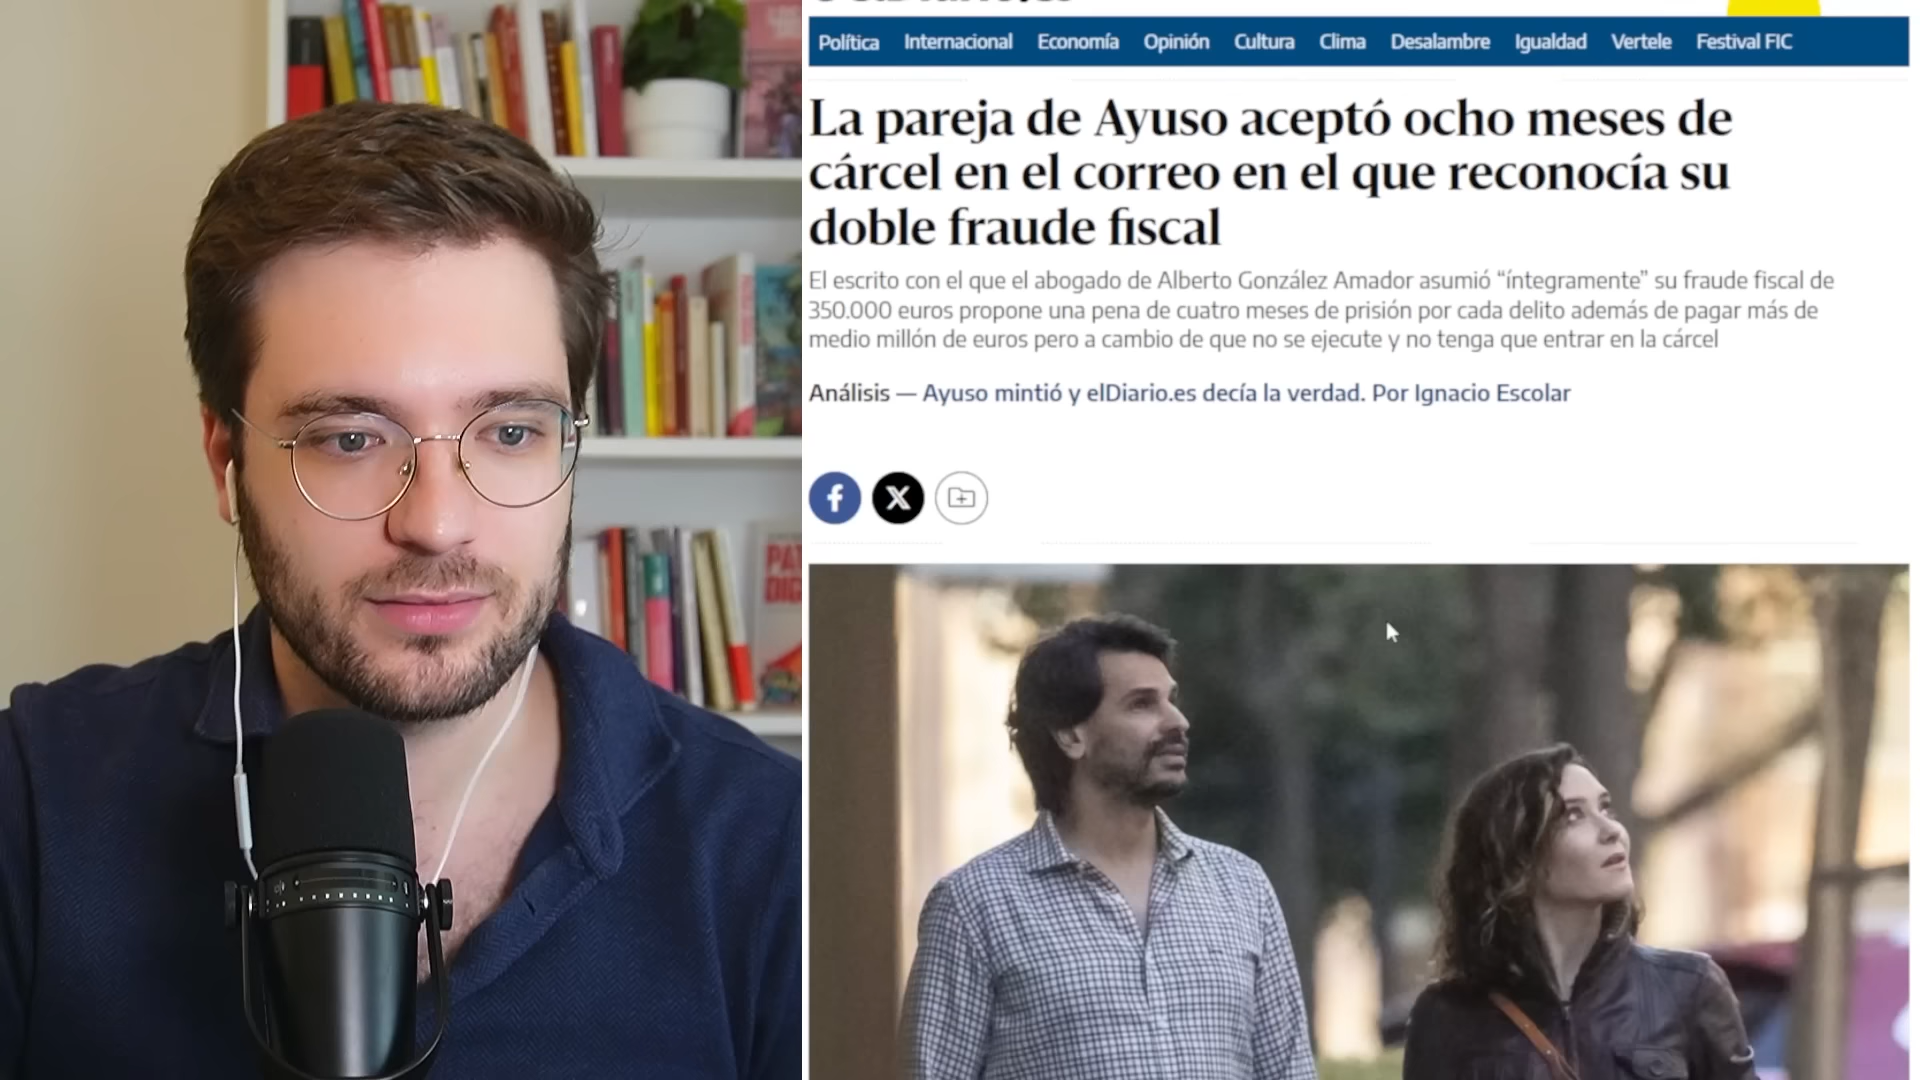 Política Internacional Economía Opinión Cultura Clima Desalambre Igualdad Vertele Festival FIC
La pareja de Ayuso aceptó ocho meses de
cárcel en el correo en el que reconocía su
doble fraude fiscal
El escrito con el que el abogado de Alberto González Amador asumió “íntegramente” su fraude fiscal de
350.000 euros propone una pena de cuatro meses de prisión por cada delito además de pagar más de
medio millón de euros pero a cambio de que no se ejecute y no tenga que entrar en la cárcel
Análisis — Ayuso mintió y elDiario.es decía la verdad. Por Ignacio Escolar